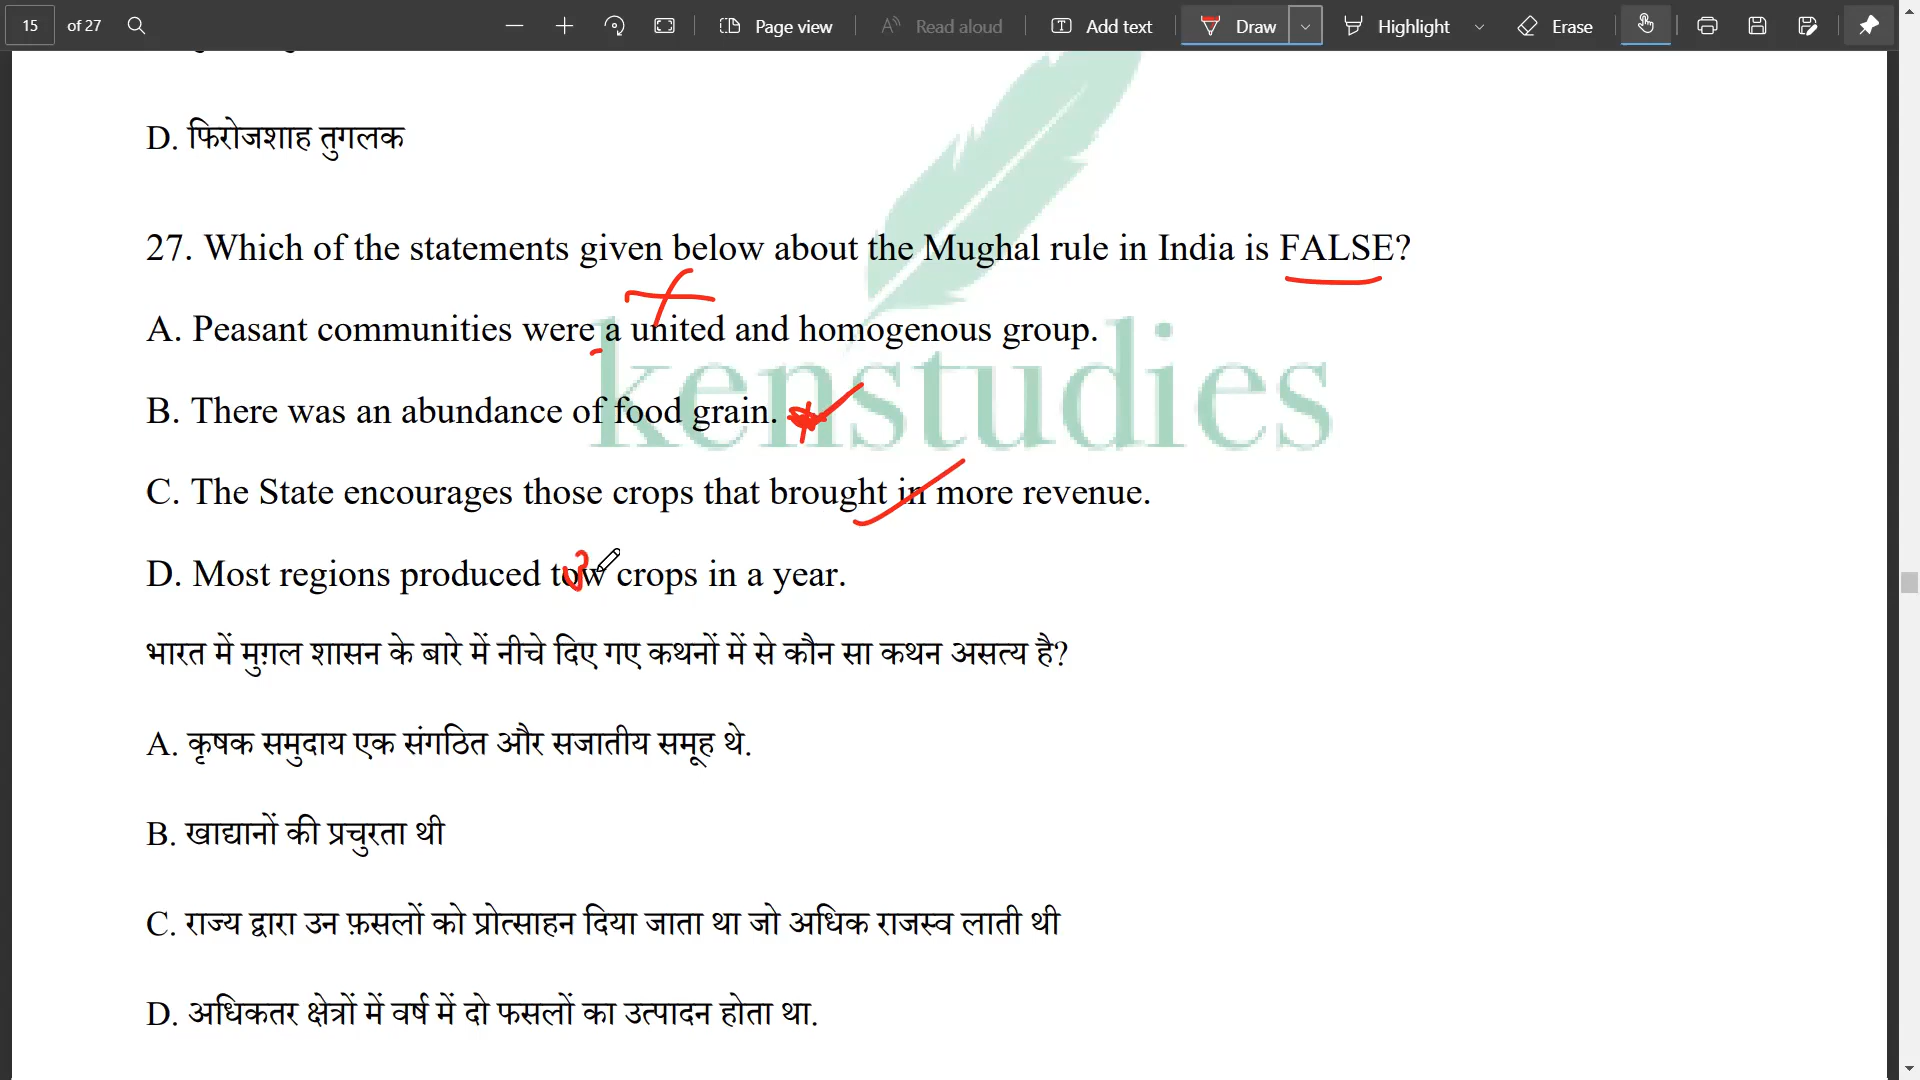 15 of 27 Page view Read aloud Add text Draw Highlight Erase
D. फिरोजशाह तुगलक
27. Which of the statements given below about the Mughal rule in India is FALSE?
A. Peasant communities were a united and homogenous group.
kenstudies
B. There was an abundance of food grain.
C. The State encourages those crops that brought in more revenue.
D. Most regions produced tow crops in a year.
भारत में मुग़ल शासन के बारे में नीचे दिए गए कथनों में से कौन सा कथन असत्य है?
A. कृषक समुदाय एक संगठित और सजातीय समूह थे.
B. खाद्यानों की प्रचुरता थी
C. राज्य द्वारा उन फ़सलों को प्रोत्साहन दिया जाता था जो अधिक राजस्व लाती थी
D. अधिकतर क्षेत्रों में वर्ष में दो फसलों का उत्पादन होता था.